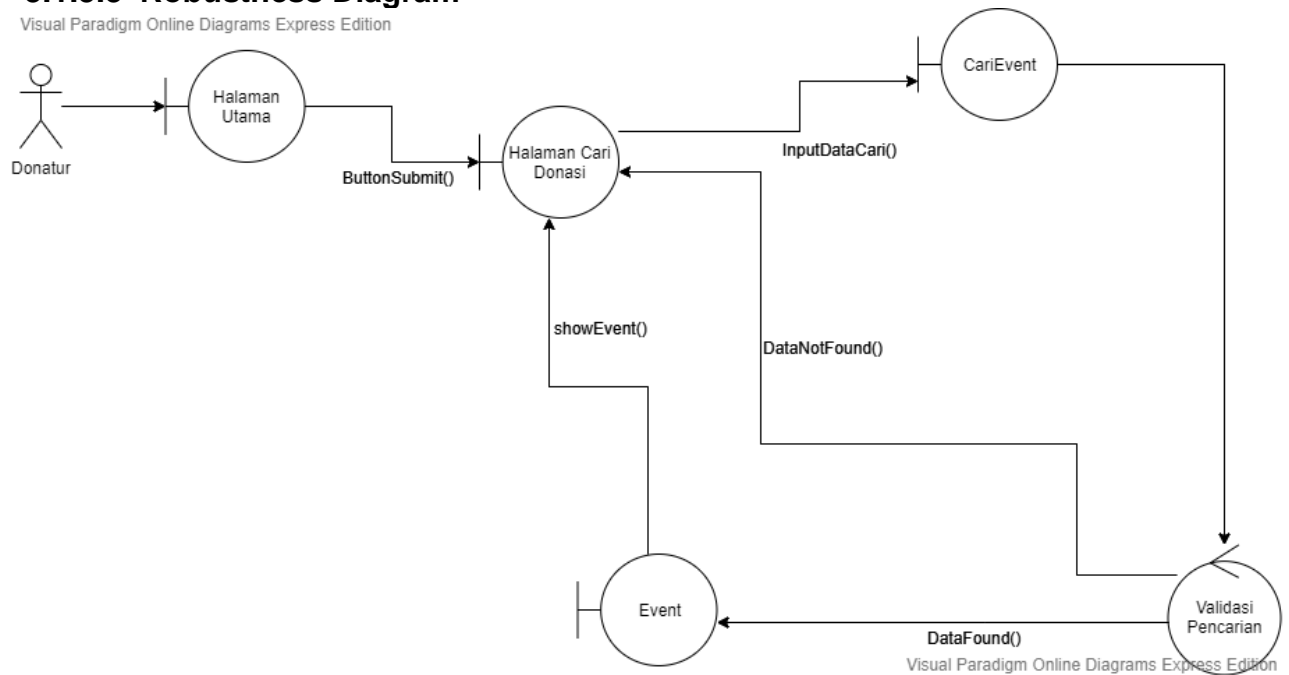 Robustness Diagram
Visual Paradigm Online Diagrams Express Edition
CariEvent
Halaman
Utama
Halaman Cari
Donasi
InputDataCari()
Donatur
ButtonSubmit()
showEvent()
DataNotFound()
Event
Validasi
Pencarian
DataFound()
Visual Paradigm Online Diagrams Express Edition